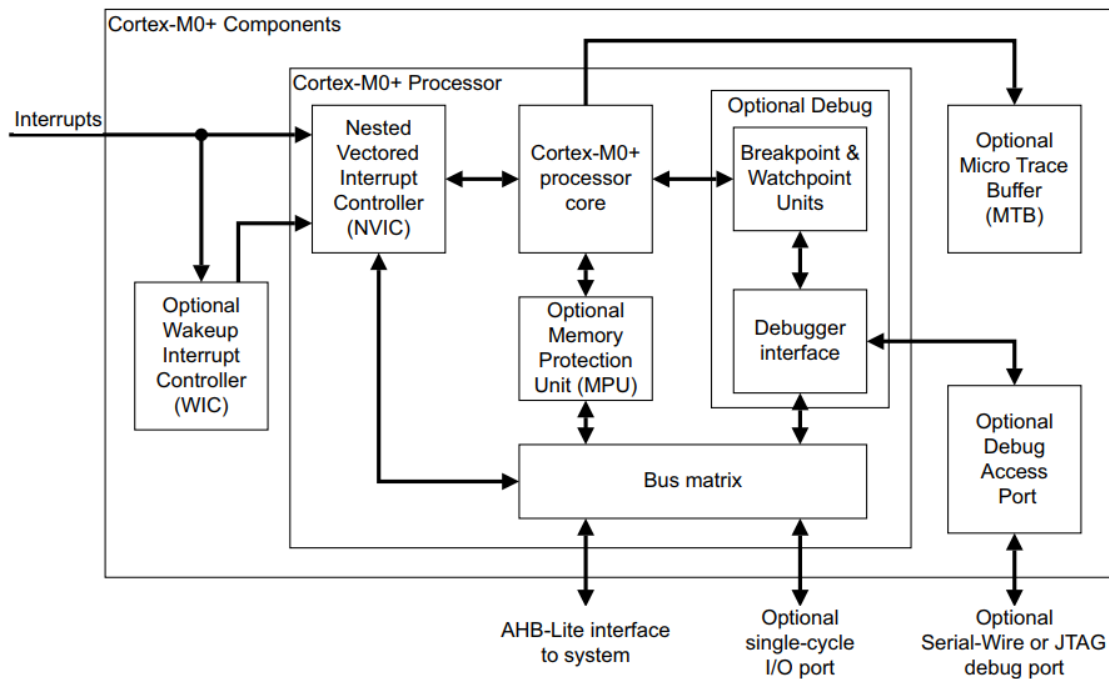 Cortex-M0+ Components
Cortex-M0+ Processor
Interrupts
Nested
Vectored
Interrupt
Controller
(NVIC)
Cortex-M0+
processor
core
Optional Debug
Breakpoint &
Watchpoint
Units
Optional
Micro Trace
Buffer
(MTB)
Optional
Wakeup
Interrupt
Controller
(WIC)
Optional
Memory
Protection
Unit (MPU)
Debugger
interface
Optional
Debug
Access
Port
Bus matrix
AHB-Lite interface
to system
Optional
single-cycle
I/O port
Optional
Serial-Wire or JTAG
debug port